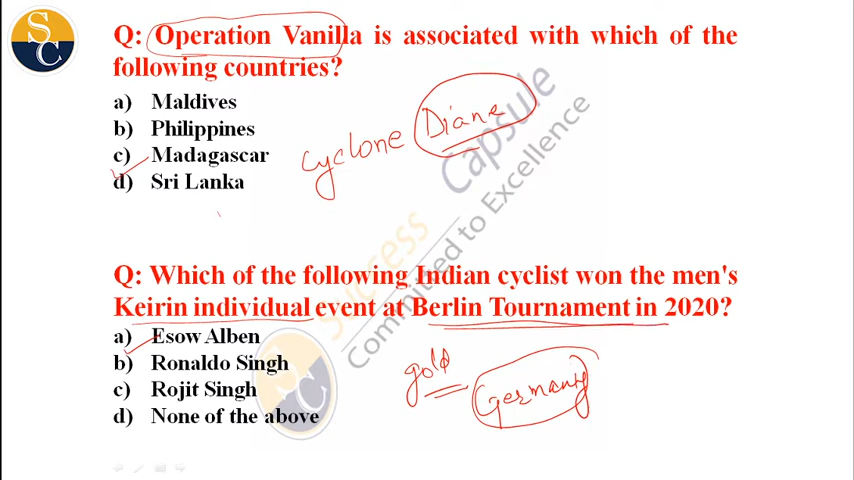 S
C
Q: Operation Vanilla is associated with which of the
following countries?
a) Maldives
b) Philippines
c) Madagascar
d) Sri Lanka
Cyclone Diane
Success Capsule
Committed to Excellence
Q: Which of the following Indian cyclist won the men's
Keirin individual event at Berlin Tournament in 2020?
a) Esow Alben
b) Ronaldo Singh
c) Rojit Singh
d) None of the above
gold
Germany